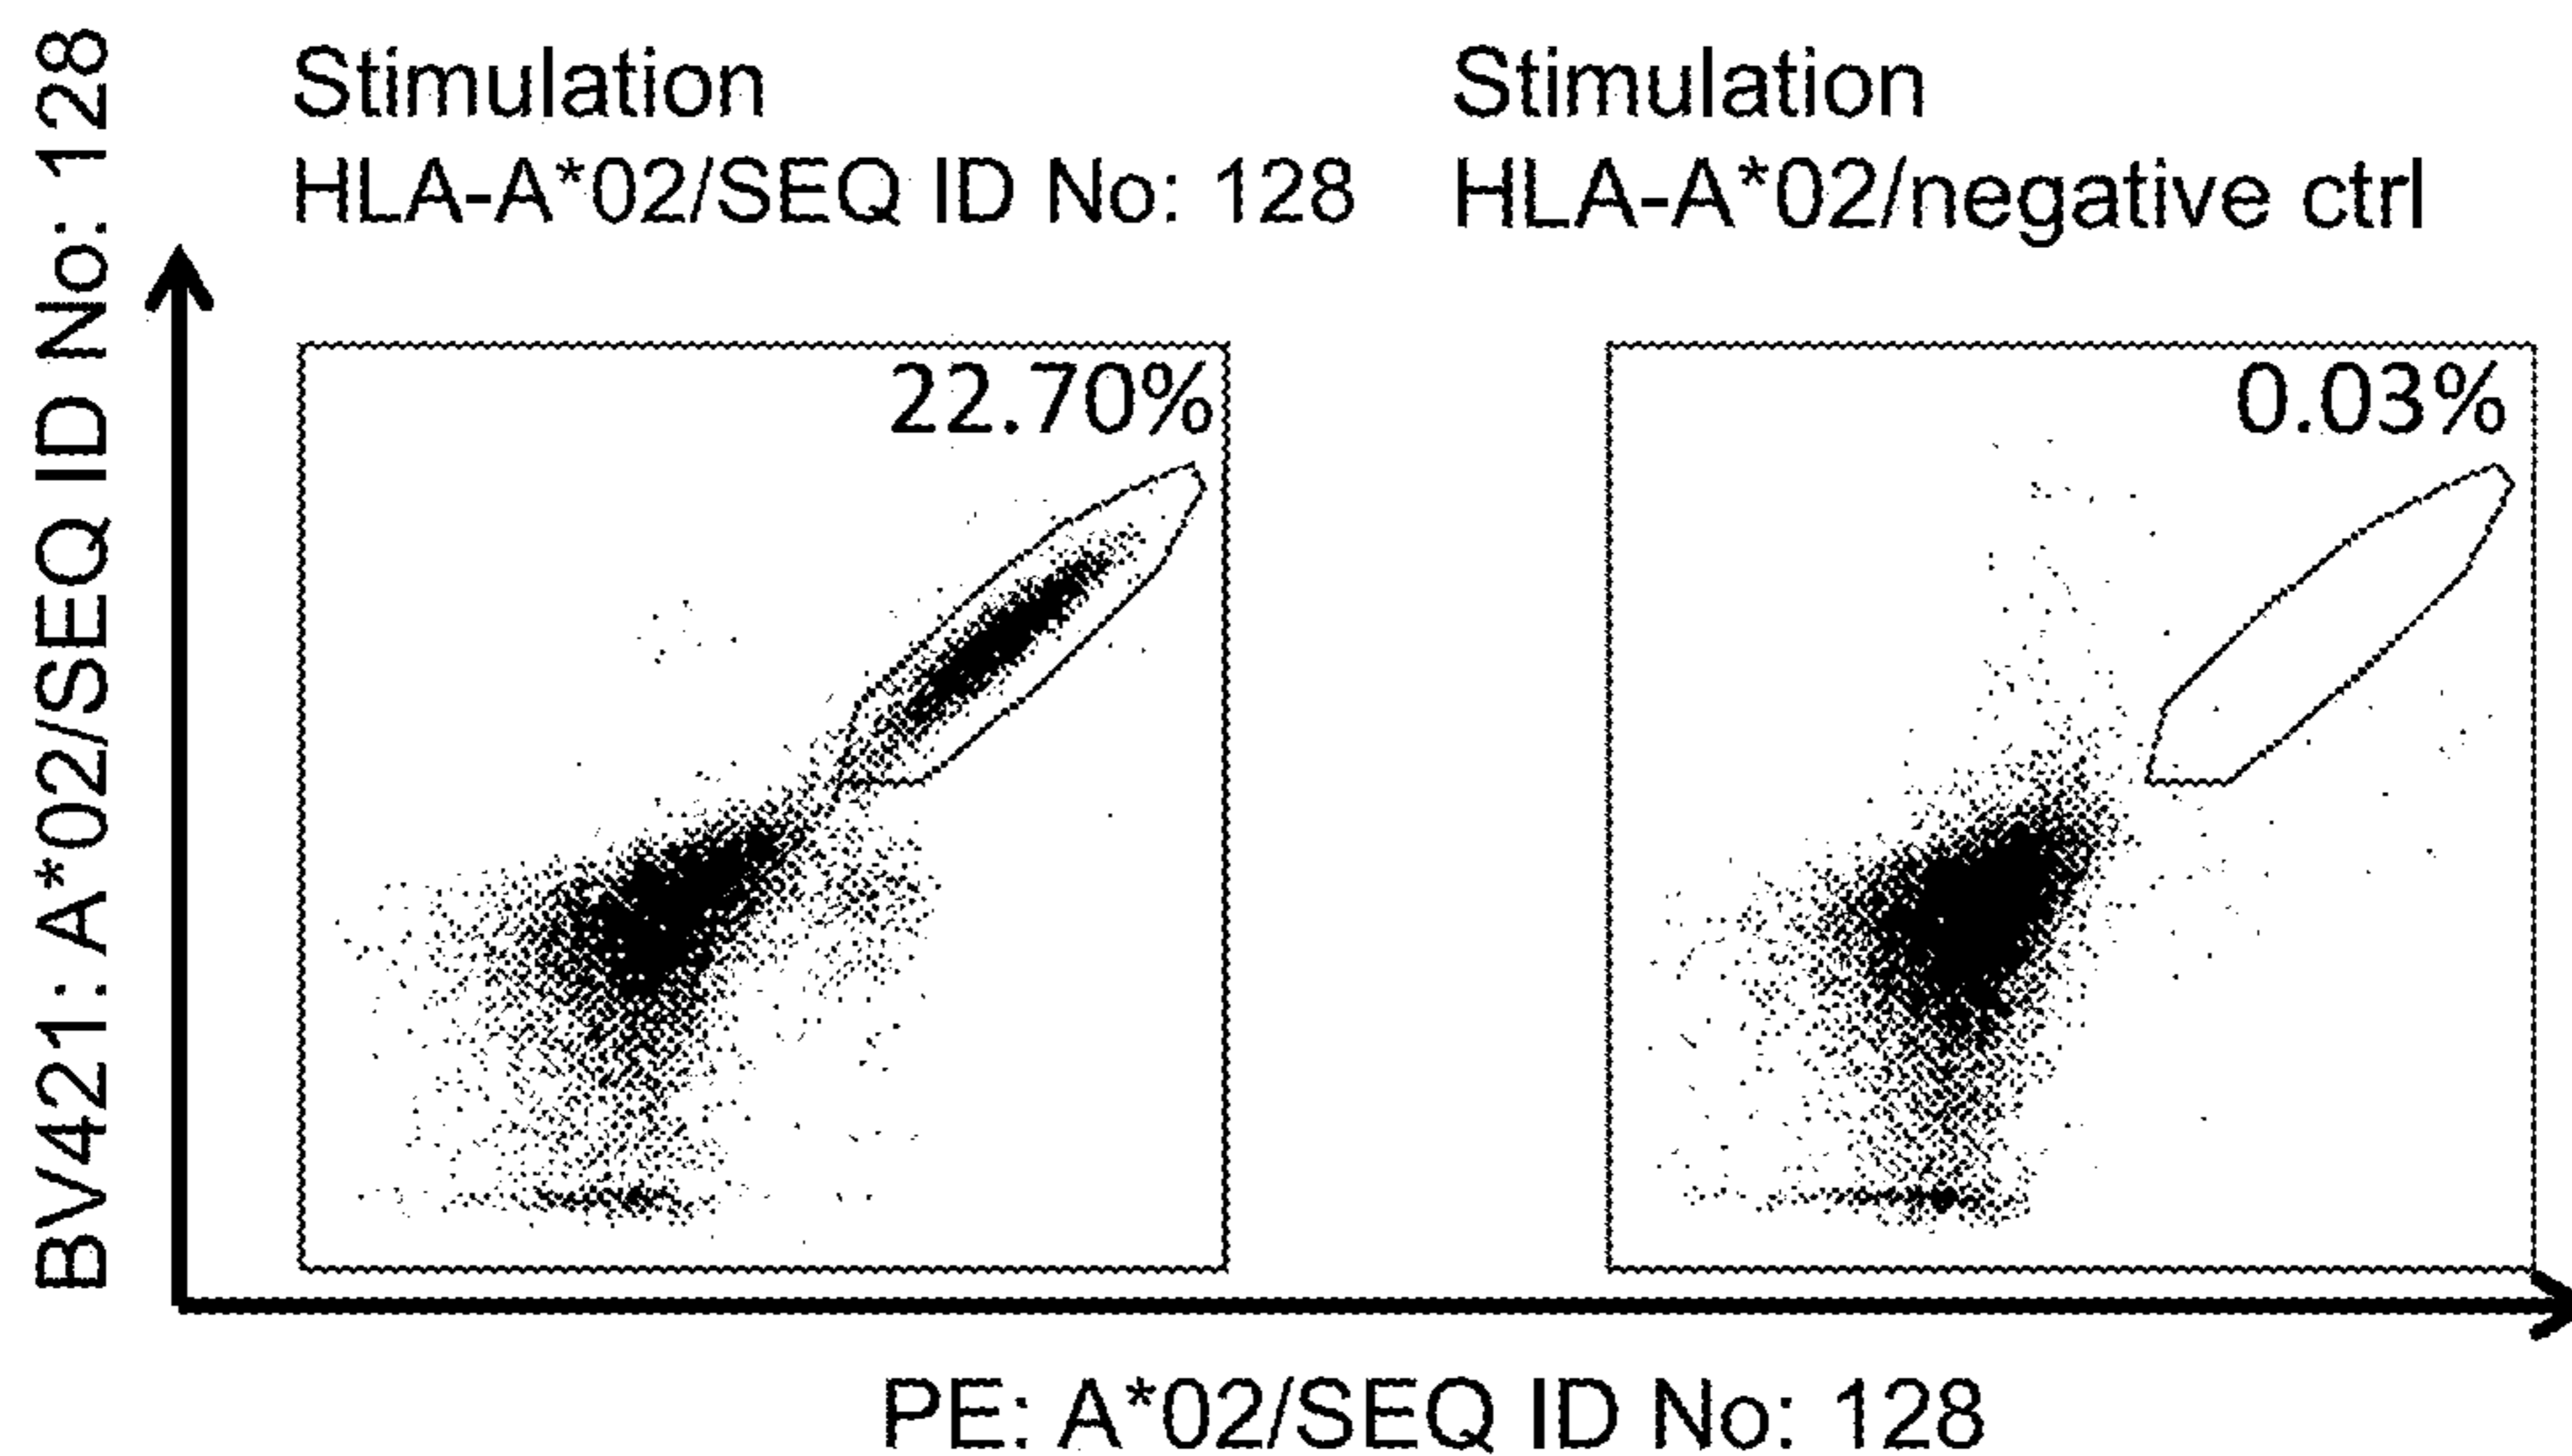 BV421: A*02/SEQ ID No: 128
Stimulation
HLA-A*02/SEQ ID No: 128
Stimulation
HLA-A*02/negative ctrl
22.70%
0.03%
PE: A*02/SEQ ID No: 128